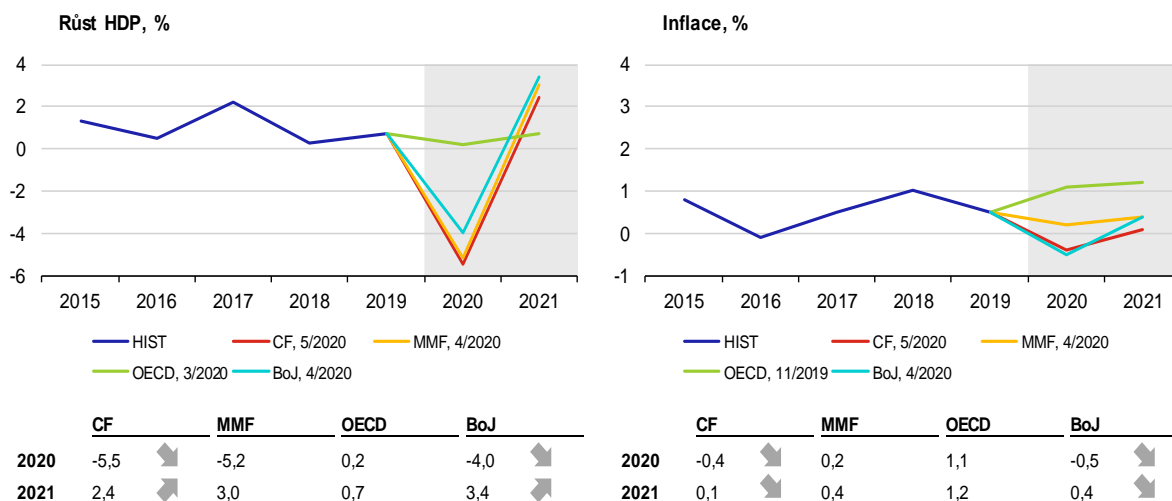 Růst HDP, %
4
2
0
-2
-4
-6
2015 2016 2017 2018 2019 2020 2021
HIST CF, 5/2020 MMF, 4/2020
OECD, 3/2020 BoJ, 4/2020
CF MMF OECD BoJ
2020 -5,5 -5,2 0,2 -4,0
2021 2,4 3,0 0,7 3,4
Inflace, %
4
3
2
1
0
-1
2015 2016 2017 2018 2019 2020 2021
HIST CF, 5/2020 MMF, 4/2020
OECD, 11/2019 BoJ, 4/2020
CF MMF OECD BoJ
2020 -0,4 0,2 1,1 -0,5
2021 0,1 0,4 1,2 0,4